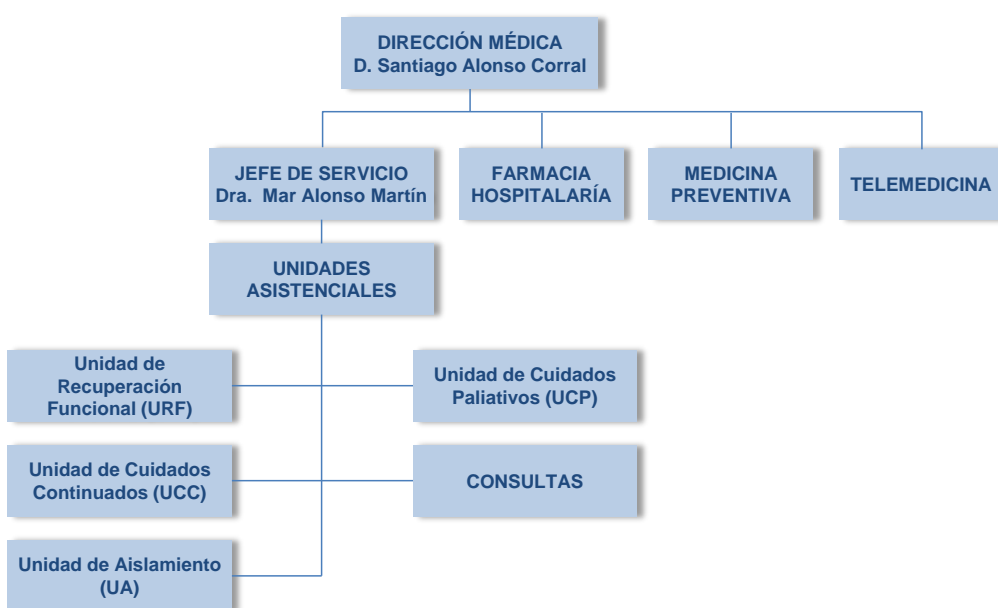 DIRECCIÓN MÉDICA
D. Santiago Alonso Corral
JEFE DE SERVICIO
Dra. Mar Alonso Martín
FARMACIA
HOSPITALARÍA
MEDICINA
PREVENTIVA
TELEMEDICINA
UNIDADES
ASISTENCIALES
Unidad de
Recuperación
Funcional (URF)
Unidad de Cuidados
Paliativos (UCP)
Unidad de Cuidados
Continuados (UCC)
CONSULTAS
Unidad de Aislamiento
(UA)